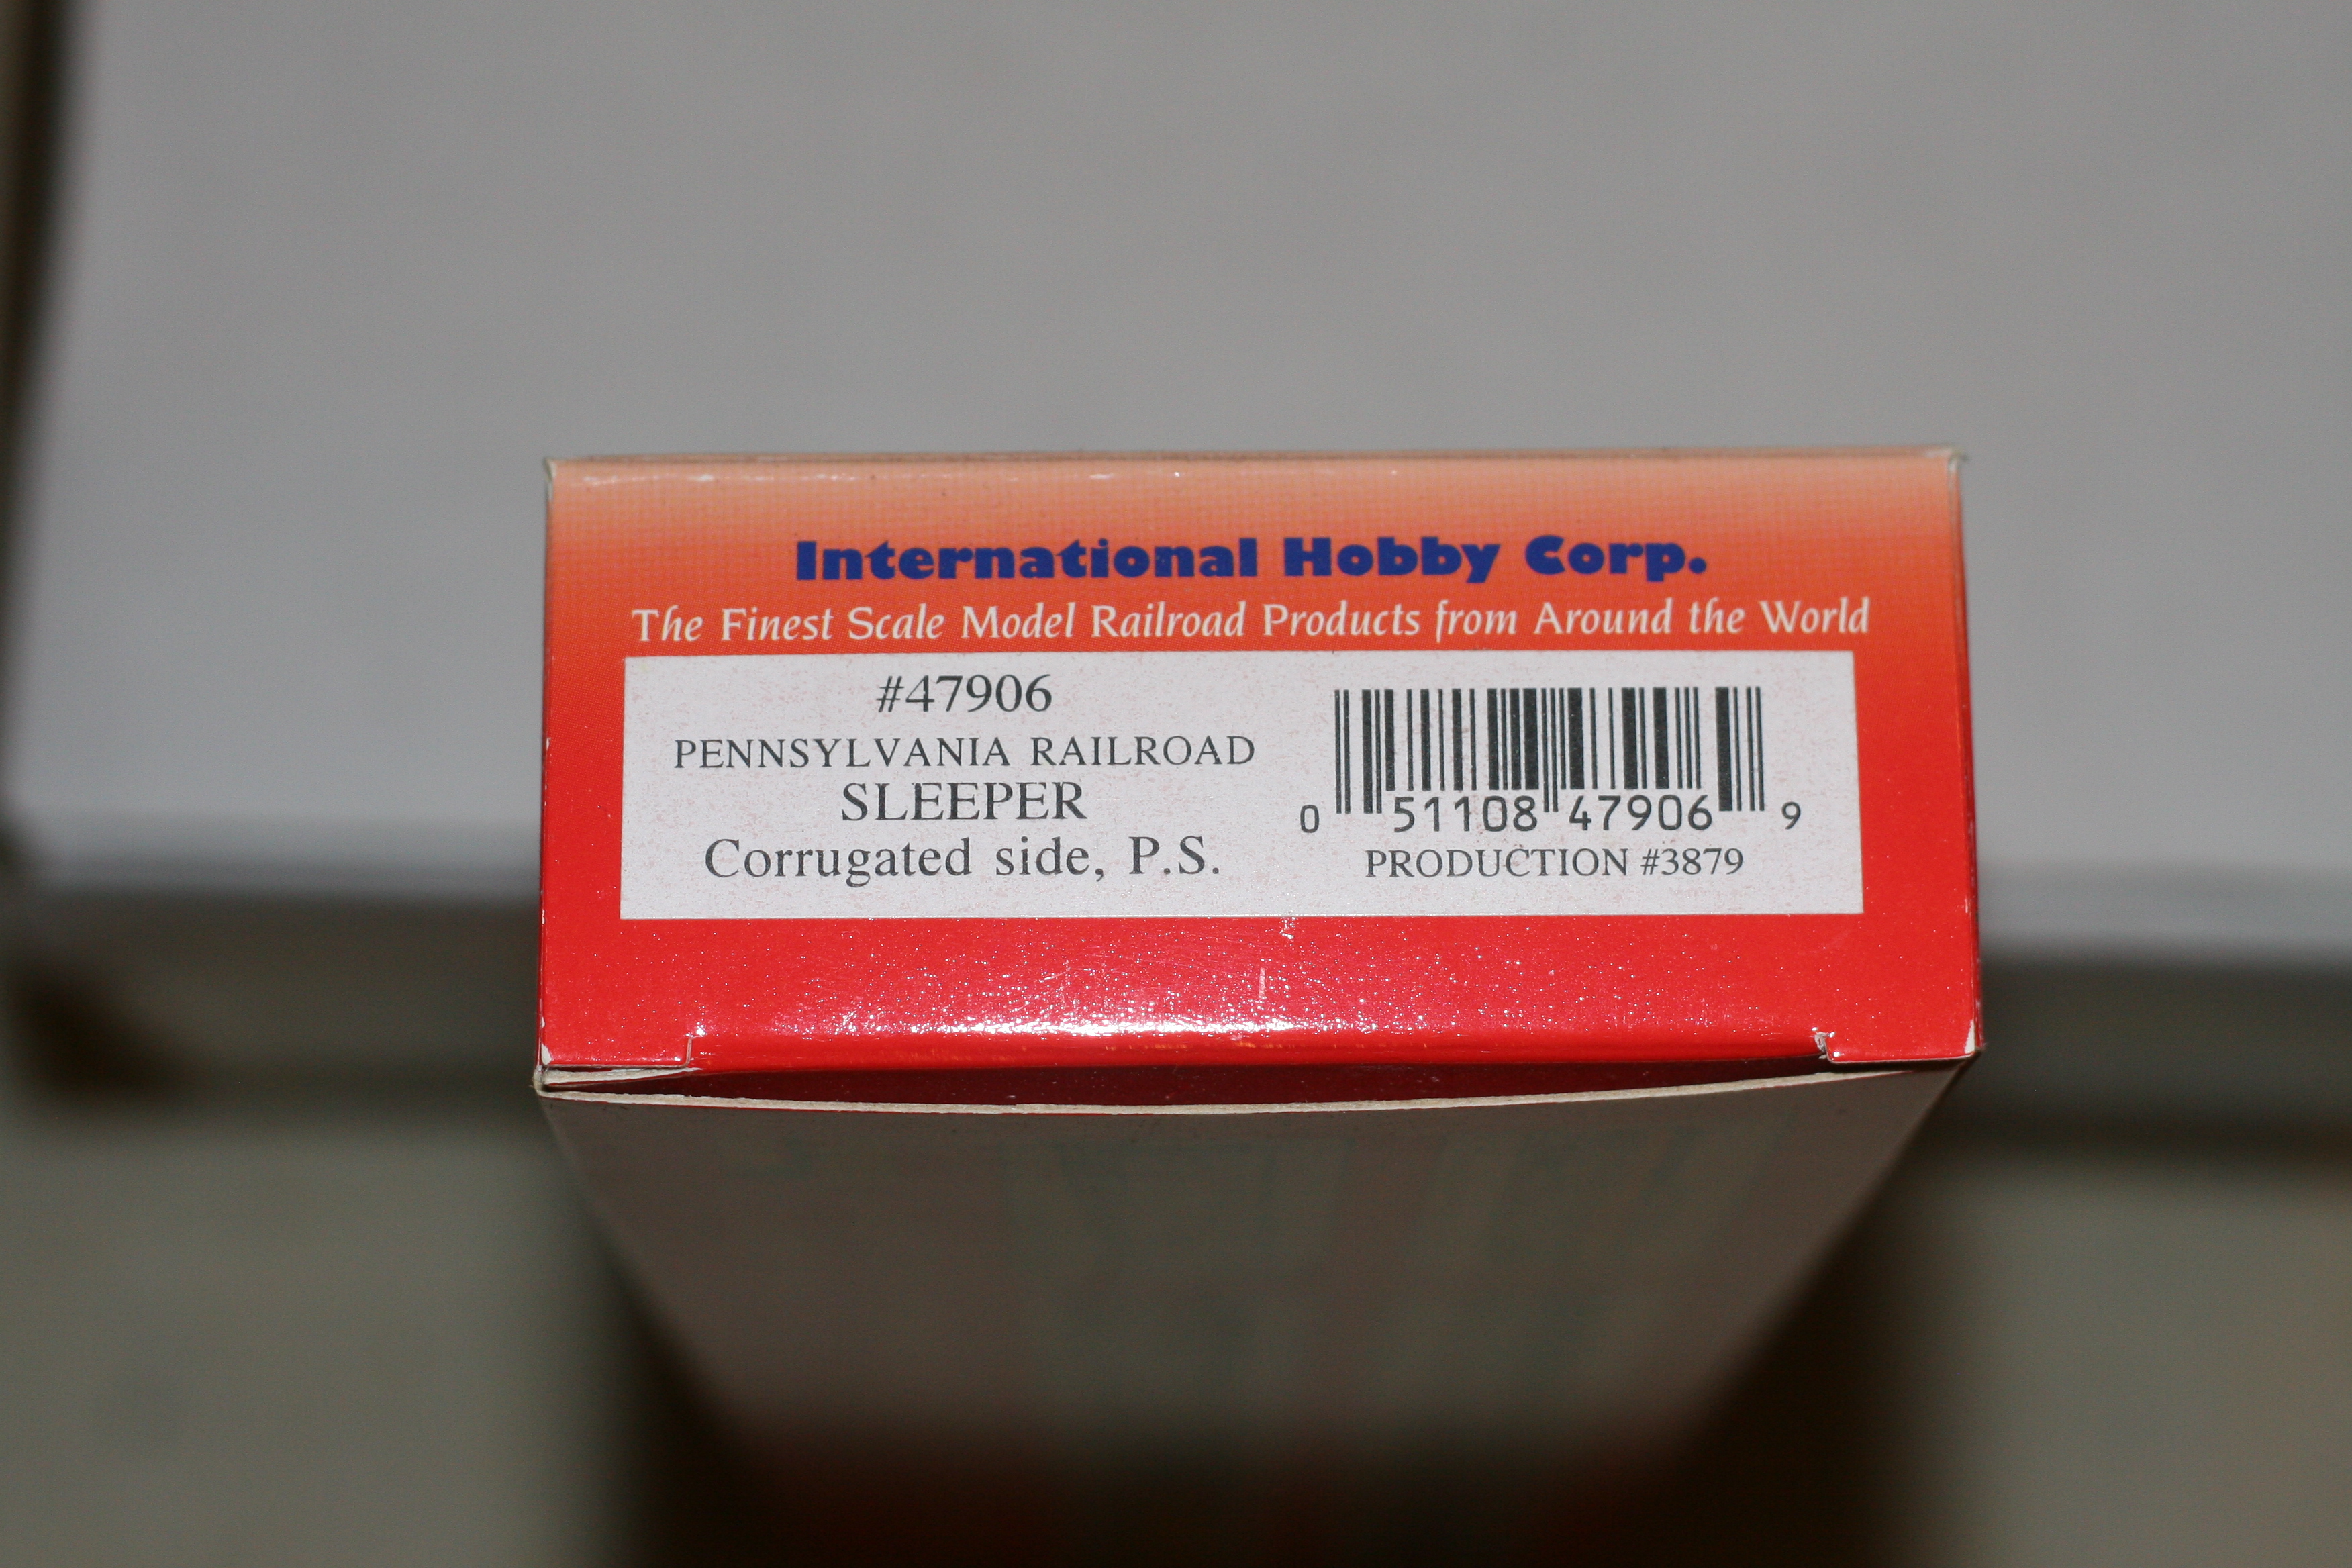 International Hobby Corp.
The Finest Scale Model Railroad Products from Around the World
#47906
PENNSYLVANIA RAILROAD
SLEEPER
Corrugated side, P.S.
0 51108 47906 9
PRODUCTION #3879